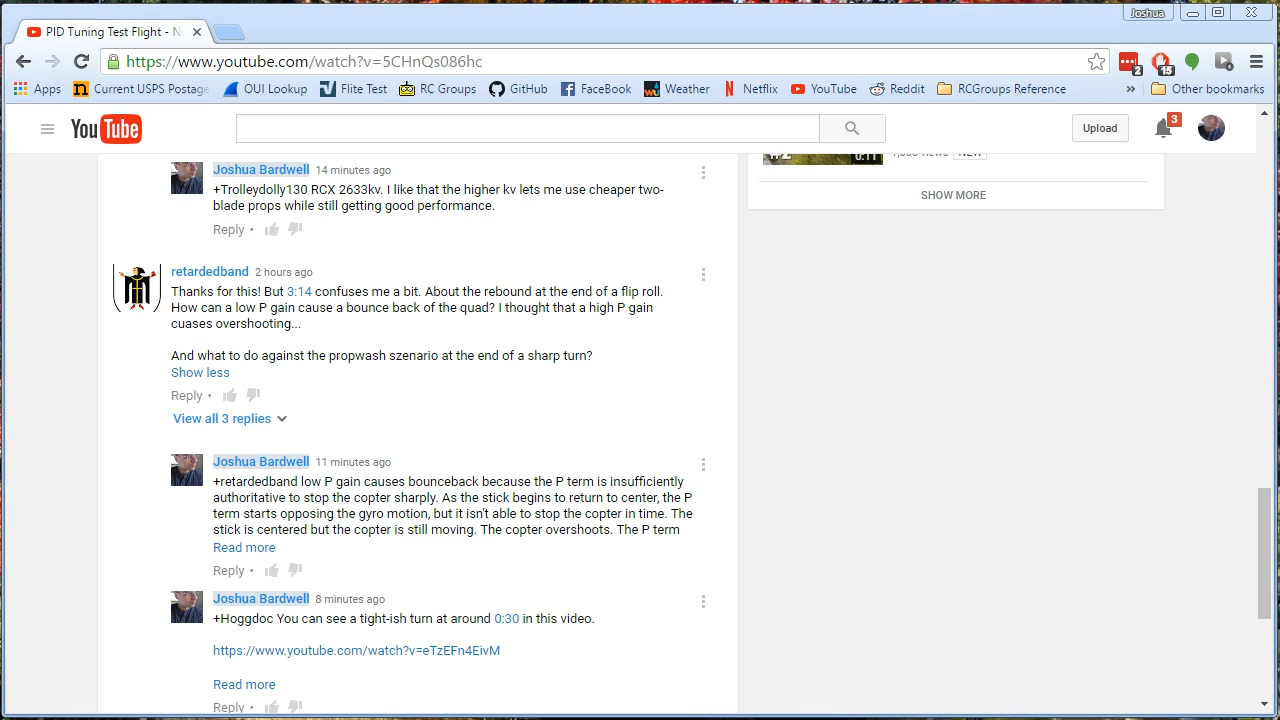 Joshua
PID Tuning Test Flight - N
https://www.youtube.com/watch?v=5CHnQs086hc
2
15
Apps
Current USPS Postage
OUI Lookup
Flite Test
RC Groups
GitHub
FaceBook
Weather
Netflix
YouTube
Reddit
RCGroups Reference
»
Other bookmarks
YouTube
Upload
3
#2
0:11
NEW
SHOW MORE
Joshua Bardwell 14 minutes ago
+Trolleydolly130 RCX 2633kv. I like that the higher kv lets me use cheaper two-
blade props while still getting good performance.
Reply •
retardedband 2 hours ago
Thanks for this! But 3:14 confuses me a bit. About the rebound at the end of a flip roll.
How can a low P gain cause a bounce back of the quad? I thought that a high P gain
cuases overshooting...
And what to do against the propwash szenario at the end of a sharp turn?
Show less
Reply •
View all 3 replies
Joshua Bardwell 11 minutes ago
+retardedband low P gain causes bounceback because the P term is insufficiently
authoritative to stop the copter sharply. As the stick begins to return to center, the P
term starts opposing the gyro motion, but it isn't able to stop the copter in time. The
stick is centered but the copter is still moving. The copter overshoots. The P term
Read more
Reply •
Joshua Bardwell 8 minutes ago
+Hoggdoc You can see a tight-ish turn at around 0:30 in this video.
https://www.youtube.com/watch?v=eTzEFn4EivM
Read more
Reply •